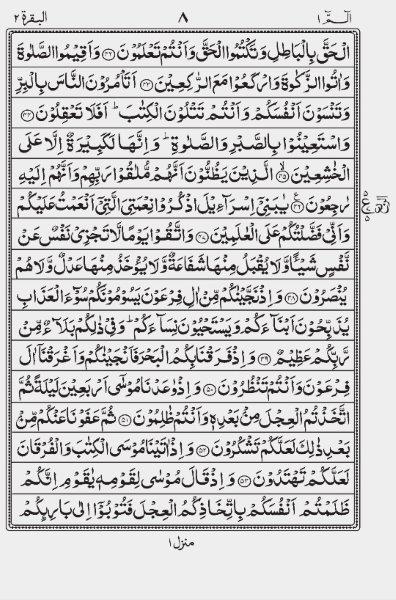 الٓـمّٓ ١ ٨ البقرة ٢
الْحَقَّ بِالْبَاطِلِ وَتَكْتُمُوا الْحَقَّ وَاَنْتُمْ تَعْلَمُوْنَ ﴿۴۲﴾ وَاَقِيْمُوا الصَّلٰوةَ
وَاٰتُوا الزَّكٰوةَ وَارْكَعُوْا مَعَ الرّٰكِعِيْنَ ﴿۴۳﴾ اَتَاْمُرُوْنَ النَّاسَ بِالْبِرِّ
وَتَنْسَوْنَ اَنْفُسَكُمْ وَاَنْتُمْ تَتْلُوْنَ الْكِتٰبَ ؕ اَفَلَا تَعْقِلُوْنَ ﴿۴۴﴾
وَاسْتَعِيْنُوْا بِالصَّبْرِ وَالصَّلٰوةِ ؕ وَاِنَّهَا لَكَبِيْرَةٌ اِلَّا عَلَى
الْخٰشِعِيْنَ ﴿۴۵﴾ الَّذِيْنَ يَظُنُّوْنَ اَنَّهُمْ مُّلٰقُوْا رَبِّهِمْ وَاَنَّهُمْ اِلَيْهِ
رٰجِعُوْنَ ﴿۴۶﴾ يٰبَنِيْٓ اِسْرَآءِيْلَ اذْكُرُوْا نِعْمَتِيَ الَّتِيْٓ اَنْعَمْتُ عَلَيْكُمْ
وَاَنِّيْ فَضَّلْتُكُمْ عَلَى الْعٰلَمِيْنَ ﴿۴۷﴾ وَاتَّقُوْا يَوْمًا لَّا تَجْزِيْ نَفْسٌ عَنْ
نَّفْسٍ شَيْـًٔا وَّلَا يُقْبَلُ مِنْهَا شَفَاعَةٌ وَّلَا يُؤْخَذُ مِنْهَا عَدْلٌ وَّلَا هُمْ
يُنْصَرُوْنَ ﴿۴۸﴾ وَاِذْ نَجَّيْنٰكُمْ مِّنْ اٰلِ فِرْعَوْنَ يَسُوْمُوْنَكُمْ سُوْٓءَ الْعَذَابِ
يُذَبِّحُوْنَ اَبْنَآءَكُمْ وَيَسْتَحْيُوْنَ نِسَآءَكُمْ ؕ وَفِيْ ذٰلِكُمْ بَلَآءٌ مِّنْ
رَّبِّكُمْ عَظِيْمٌ ﴿۴۹﴾ وَاِذْ فَرَقْنَا بِكُمُ الْبَحْرَ فَاَنْجَيْنٰكُمْ وَاَغْرَقْنَآ اٰلَ
فِرْعَوْنَ وَاَنْتُمْ تَنْظُرُوْنَ ﴿۵۰﴾ وَاِذْ وٰعَدْنَا مُوْسٰٓى اَرْبَعِيْنَ لَيْلَةً ثُمَّ
اتَّخَذْتُمُ الْعِجْلَ مِنْۢ بَعْدِهٖ وَاَنْتُمْ ظٰلِمُوْنَ ﴿۵۱﴾ ثُمَّ عَفَوْنَا عَنْكُمْ مِّنْۢ
بَعْدِ ذٰلِكَ لَعَلَّكُمْ تَشْكُرُوْنَ ﴿۵۲﴾ وَاِذْ اٰتَيْنَا مُوْسَى الْكِتٰبَ وَالْفُرْقَانَ
لَعَلَّكُمْ تَهْتَدُوْنَ ﴿۵۳﴾ وَاِذْ قَالَ مُوْسٰى لِقَوْمِهٖ يٰقَوْمِ اِنَّكُمْ
ظَلَمْتُمْ اَنْفُسَكُمْ بِاتِّخَاذِكُمُ الْعِجْلَ فَتُوْبُوْٓا اِلٰى بَارِىِٕكُمْ
منزل ١